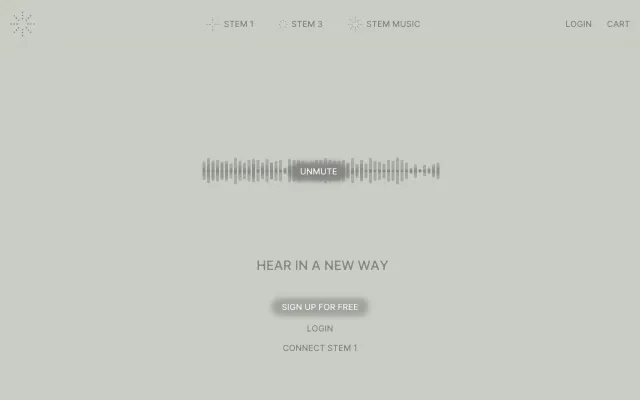 STEM 1 STEM 3 STEM MUSIC LOGIN CART
UNMUTE
HEAR IN A NEW WAY
SIGN UP FOR FREE
LOGIN
CONNECT STEM 1